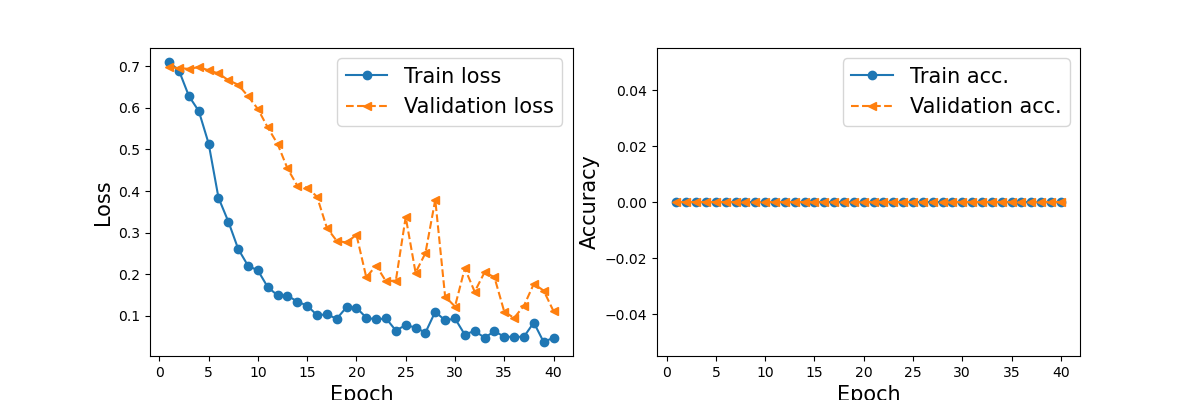 0.7
0.6
0.5
0.4
0.3
0.2
0.1
Loss
Train loss
Validation loss
0 5 10 15 20 25 30 35 40
Epoch
0.04
0.02
0.00
−0.02
−0.04
Accuracy
Train acc.
Validation acc.
0 5 10 15 20 25 30 35 40
Epoch